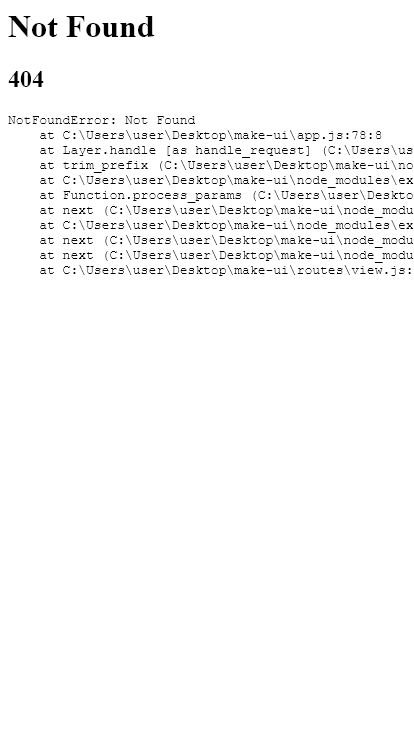 Not Found
404
NotFoundError: Not Found
at C:\Users\user\Desktop\make-ui\app.js:78:8
at Layer.handle [as handle_request] (C:\Users\us
at trim_prefix (C:\Users\user\Desktop\make-ui\no
at C:\Users\user\Desktop\make-ui\node_modules\ex
at Function.process_params (C:\Users\user\Deskto
at next (C:\Users\user\Desktop\make-ui\node_modu
at C:\Users\user\Desktop\make-ui\node_modules\ex
at next (C:\Users\user\Desktop\make-ui\node_modu
at next (C:\Users\user\Desktop\make-ui\node_modu
at C:\Users\user\Desktop\make-ui\routes\view.js: